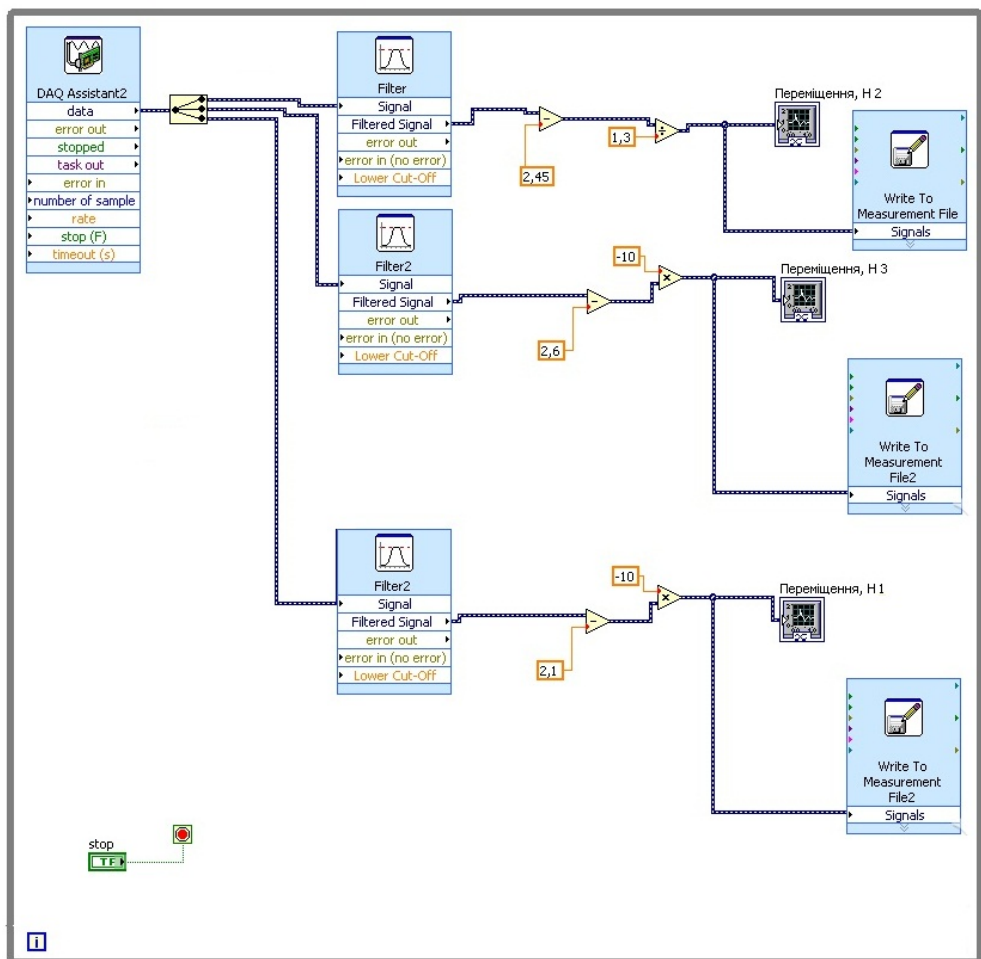 DAQ Assistant2
data
error out
stopped
task out
error in
number of sample
rate
stop (F)
timeout (s)
Filter
Signal
Filtered Signal
error out
error in (no error)
Lower Cut-Off
2,45
1,3
Переміщення, Н 2
Write To
Measurement File
Signals
Filter2
Signal
Filtered Signal
error out
error in (no error)
Lower Cut-Off
2,6
-10
Переміщення, Н 3
Write To
Measurement
File2
Signals
Filter2
Signal
Filtered Signal
error out
error in (no error)
Lower Cut-Off
2,1
-10
Переміщення, Н 1
Write To
Measurement
File2
Signals
stop
TF
i